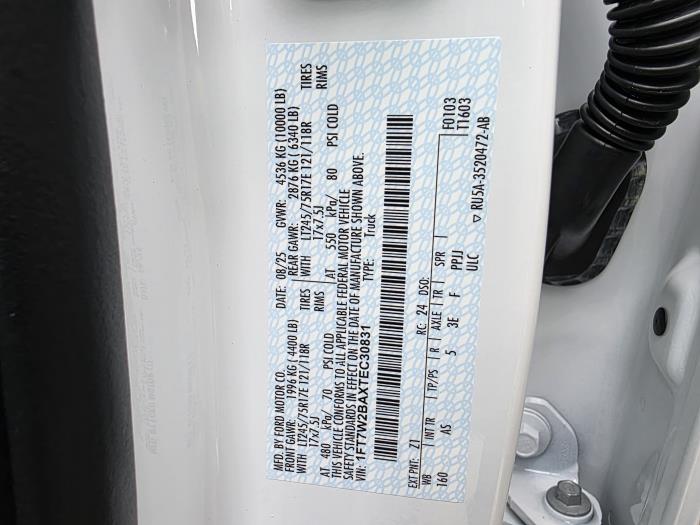 MFD. BY FORD MOTOR CO.
DATE: 08/25 GVWR: 4536 KG (10000 LB)
FRONT GAWR: 1996 KG ( 4400 LB) REAR GAWR: 2876 KG ( 6340 LB)
WITH LT245/75R17E 121/118R TIRES WITH LT245/75R17E 121/118R TIRES
17x7.5J RIMS 17x7.5J RIMS
AT 480 kPa/ 70 PSI COLD AT 550 kPa/ 80 PSI COLD
THIS VEHICLE CONFORMS TO ALL APPLICABLE FEDERAL MOTOR VEHICLE
SAFETY STANDARDS IN EFFECT ON THE DATE OF MANUFACTURE SHOWN ABOVE.
VIN: 1FT7W2BAXTEC30831 TYPE: Truck
EXT PNT: Z1 RC: 24 DSO: F0103
WB INT TR TP/PS R AXLE TR SPR T1603
160 AS 5 3E F PPJJ
ULC ▽ RU5A-3520472-AB